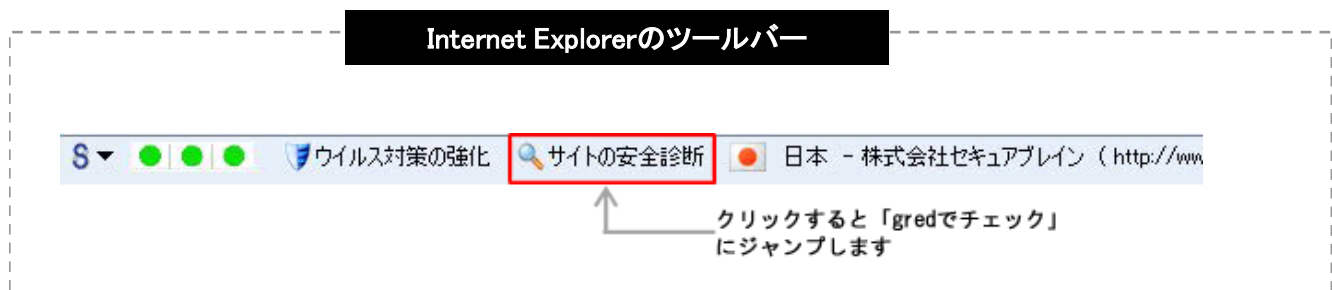 Internet Explorerのツールバー
S ウイルス対策の強化 サイトの安全診断 日本 - 株式会社セキュアブレイン ( http://ww
クリックすると「gredでチェック」
にジャンプします